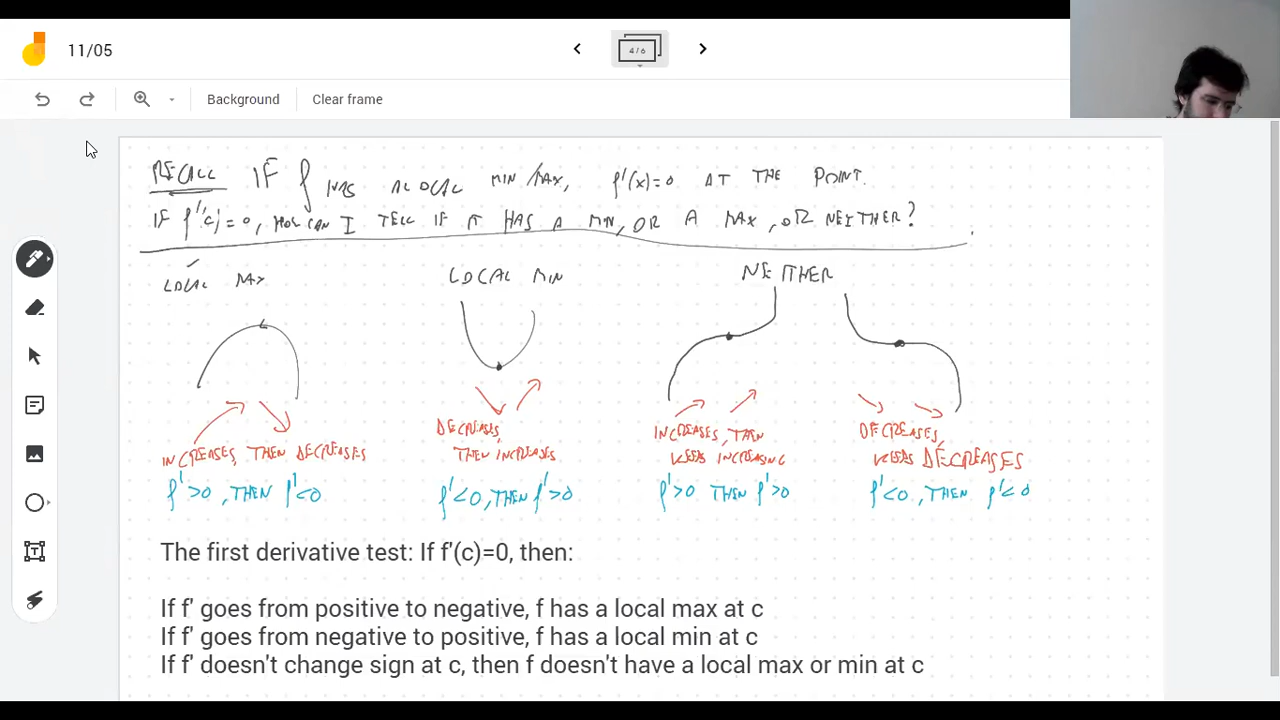 11/05
4/6
Background
Clear frame
RECALL IF f HAS A LOCAL MIN/MAX, f'(x)=0 AT THE POINT.
IF f'(c)=0, HOW CAN I TELL IF IT HAS A MIN, OR A MAX, OR NEITHER?
LOCAL MAX
LOCAL MIN
NEITHER
INCREASES, THEN DECREASES
f'>0, THEN f'<0
DECREASES,
THEN INCREASES
f'<0, THEN f'>0
INCREASES, THEN
KEEPS INCREASING
f'>0 THEN f'>0
DECREASES,
KEEPS DECREASES
f'<0, THEN f'<0
The first derivative test: If f'(c)=0, then:
If f' goes from positive to negative, f has a local max at c
If f' goes from negative to positive, f has a local min at c
If f' doesn't change sign at c, then f doesn't have a local max or min at c